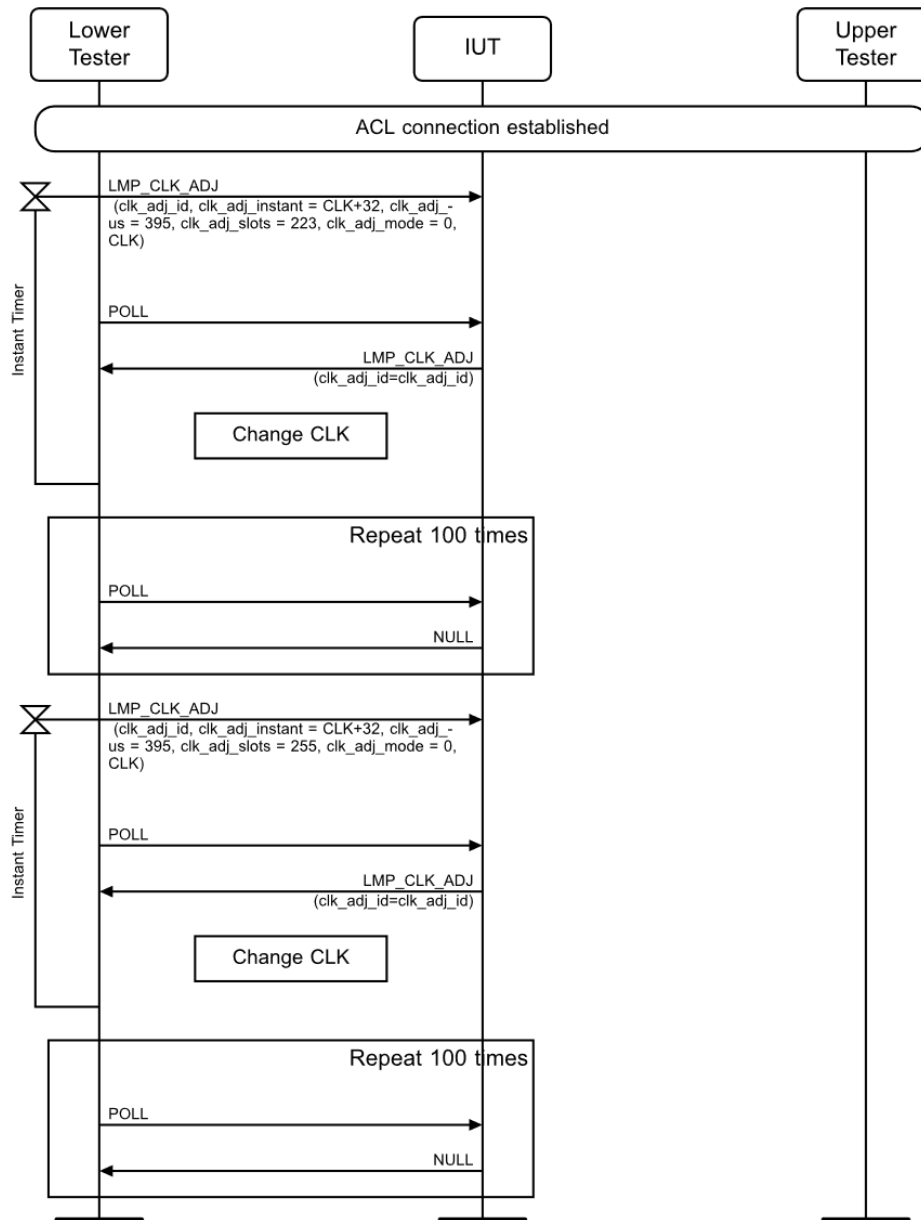 Lower
Tester
IUT
Upper
Tester
ACL connection established
LMP_CLK_ADJ
(clk_adj_id, clk_adj_instant = CLK+32, clk_adj_-
us = 395, clk_adj_slots = 223, clk_adj_mode = 0,
CLK)
Instant Timer
POLL
LMP_CLK_ADJ
(clk_adj_id=clk_adj_id)
Change CLK
Repeat 100 times
POLL
NULL
LMP_CLK_ADJ
(clk_adj_id, clk_adj_instant = CLK+32, clk_adj_-
us = 395, clk_adj_slots = 255, clk_adj_mode = 0,
CLK)
Instant Timer
POLL
LMP_CLK_ADJ
(clk_adj_id=clk_adj_id)
Change CLK
Repeat 100 times
POLL
NULL